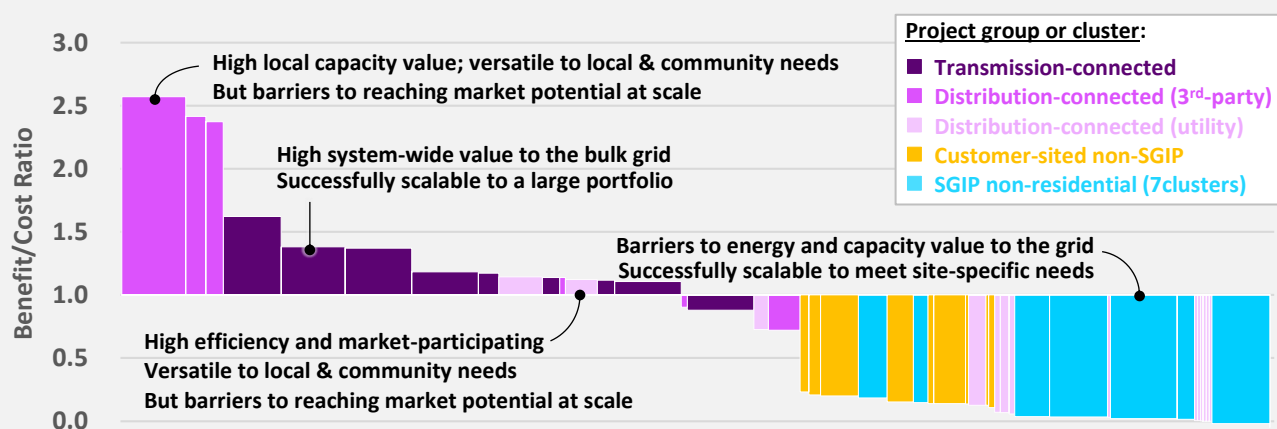 3.0
2.5
2.0
1.5
1.0
0.5
0.0
Benefit/Cost Ratio
High local capacity value; versatile to local & community needs
But barriers to reaching market potential at scale
High system-wide value to the bulk grid
Successfully scalable to a large portfolio
Project group or cluster:
Transmission-connected
Distribution-connected (3rd-party)
Distribution-connected (utility)
Customer-sited non-SGIP
SGIP non-residential (7clusters)
Barriers to energy and capacity value to the grid
Successfully scalable to meet site-specific needs
High efficiency and market-participating
Versatile to local & community needs
But barriers to reaching market potential at scale